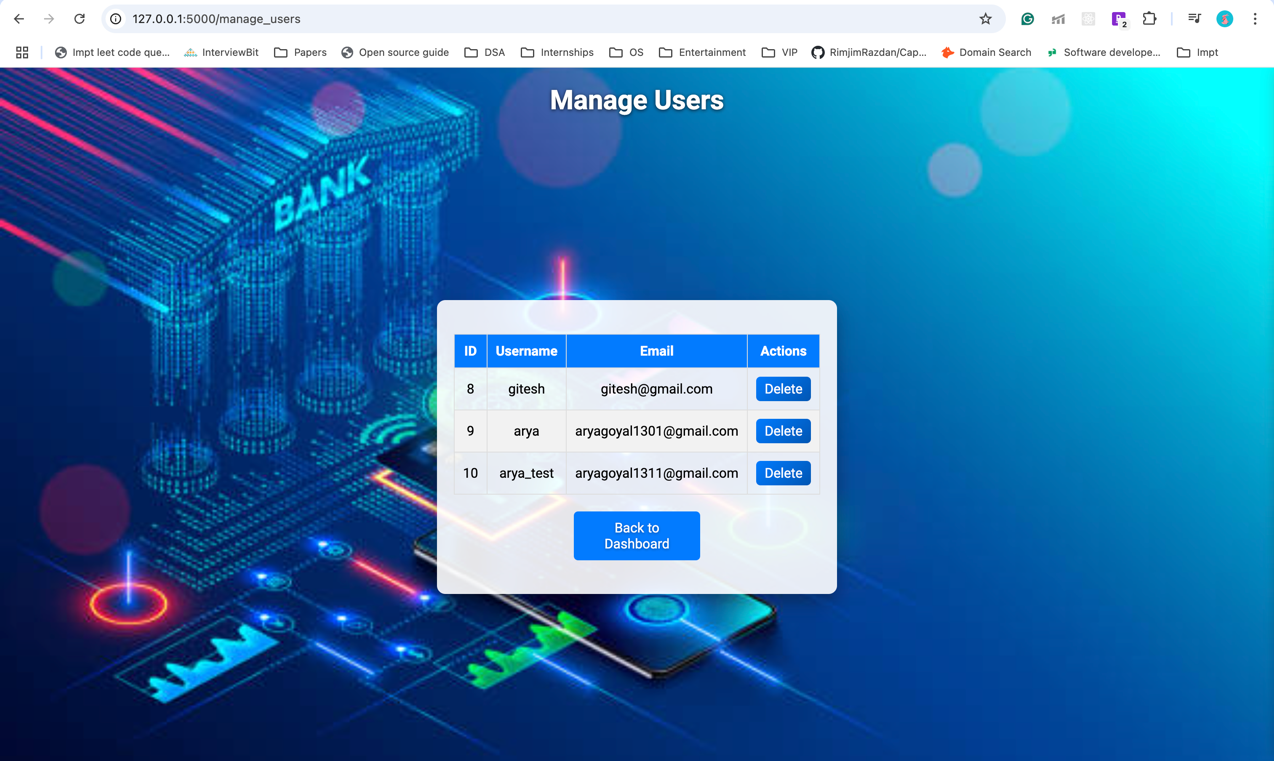 127.0.0.1:5000/manage_users
2
Impt leet code que...
InterviewBit
Papers
Open source guide
DSA
Internships
OS
Entertainment
VIP
RimjimRazdan/Cap...
Domain Search
Software develope...
Impt
Manage Users
BANK
ID Username Email Actions
8 gitesh gitesh@gmail.com Delete
9 arya aryagoyal1301@gmail.com Delete
10 arya_test aryagoyal1311@gmail.com Delete
Back to
Dashboard